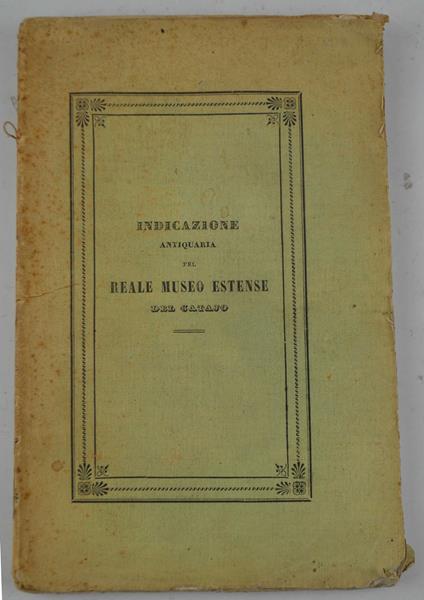 INDICAZIONE
ANTIQUARIA
PEL
REALE MUSEO ESTENSE
DEL CATAJO